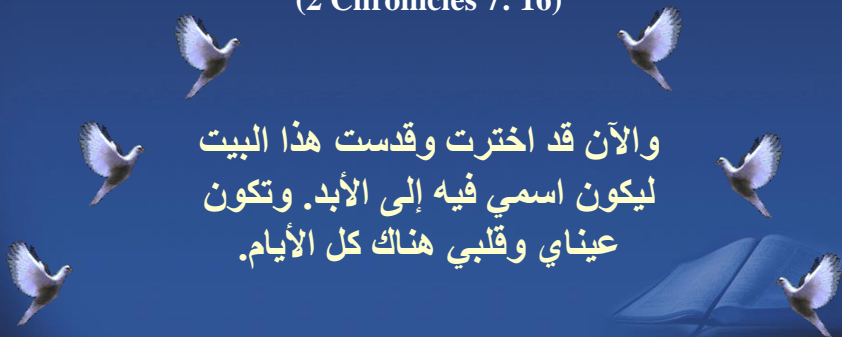 (2 Chronicles 7: 16)
والآن قد اخترت وقدست هذا البيت
ليكون اسمي فيه إلى الأبد. وتكون
عيناي وقلبي هناك كل الأيام.